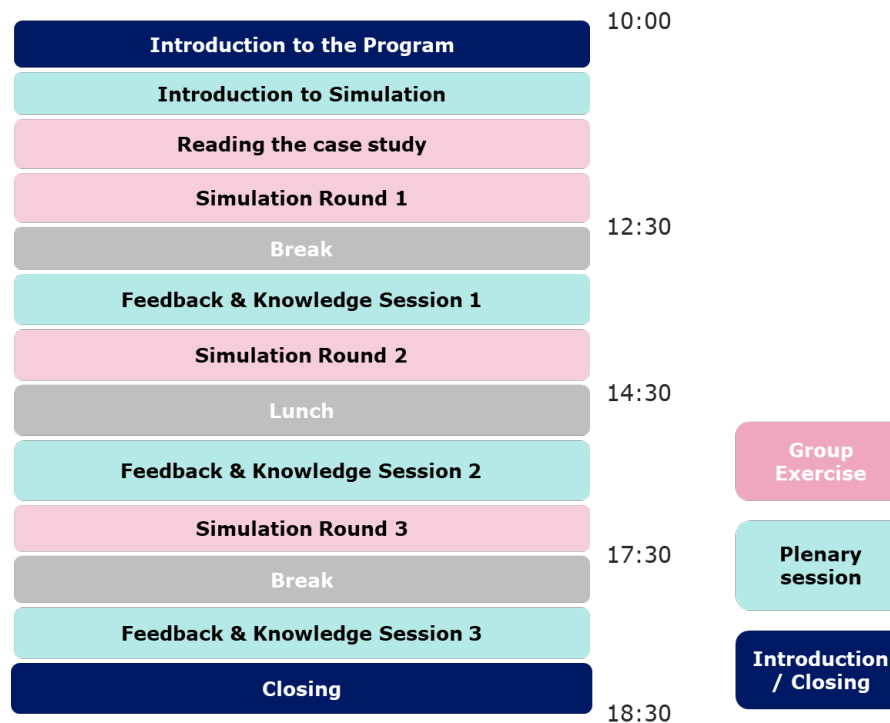 10:00
Introduction to the Program
Introduction to Simulation
Reading the case study
Simulation Round 1
12:30
Break
Feedback & Knowledge Session 1
Simulation Round 2
14:30
Lunch
Feedback & Knowledge Session 2
Simulation Round 3
17:30
Break
Feedback & Knowledge Session 3
Closing
18:30
Group
Exercise
Plenary
session
Introduction
/ Closing